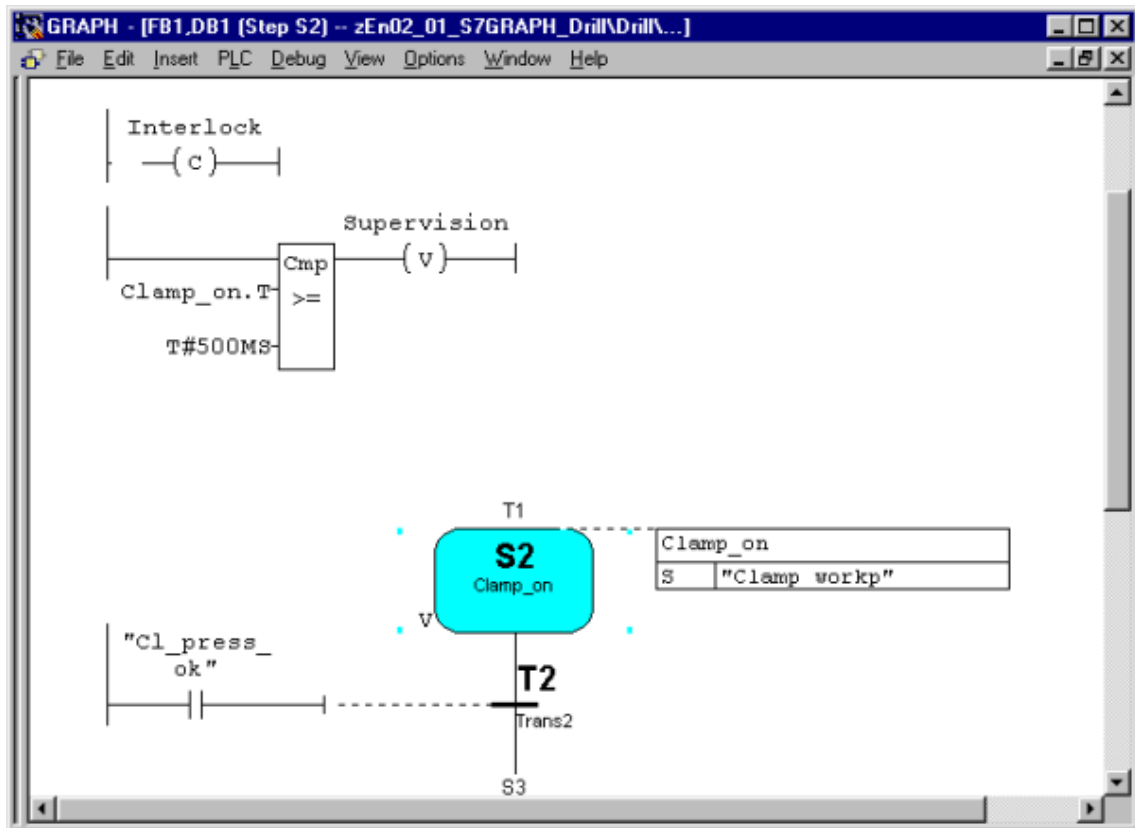 GRAPH - [FB1,DB1 (Step S2) -- zEn02_01_S7GRAPH_Drill\Drill\...]
File Edit Insert PLC Debug View Options Window Help
Interlock
( C )
Supervision
Cmp
( V )
Clamp_on.T
>=
T#500MS
T1
S2
Clamp_on
V
Clamp_on
S "Clamp workp"
"Cl_press_
ok"
T2
Trans2
S3